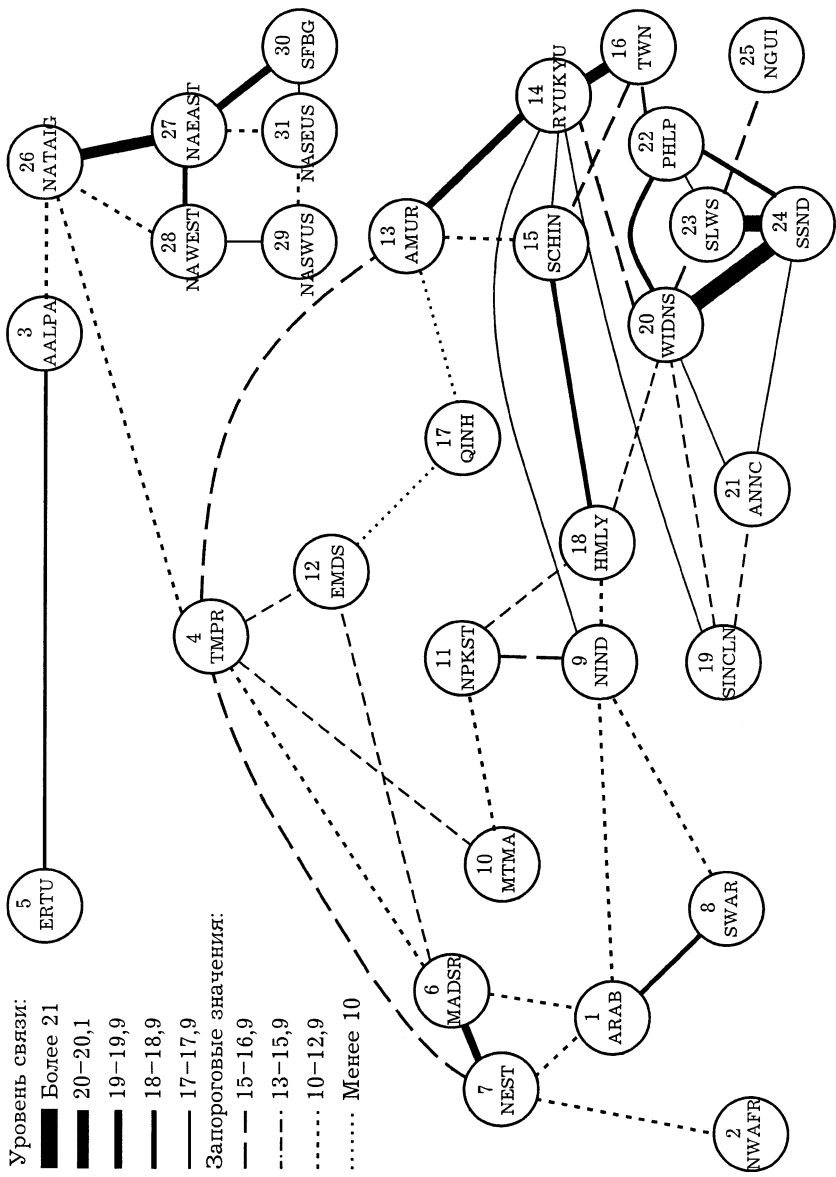 Уровень связи:
Более 21
20–20,1
19–19,9
18–18,9
17–17,9
Запороговые значения:
15–16,9
13–15,9
10–12,9
Менее 10
5
ERTU
3
AALPA
26
NATAIG
27
NAEAST
30
SFBG
28
NAWEST
31
NASEUS
29
NASWUS
4
TMPR
12
EMDS
17
QINH
13
AMUR
14
RYUKYU
16
TWN
15
SCHIN
22
PHLP
25
NGUI
23
SLWS
24
SSND
20
WIDNS
21
ANNC
19
SINCLN
18
HMLY
11
NPKST
9
NIND
10
MTMA
6
MADSR
7
NEST
1
ARAB
8
SWAR
2
NWAFR